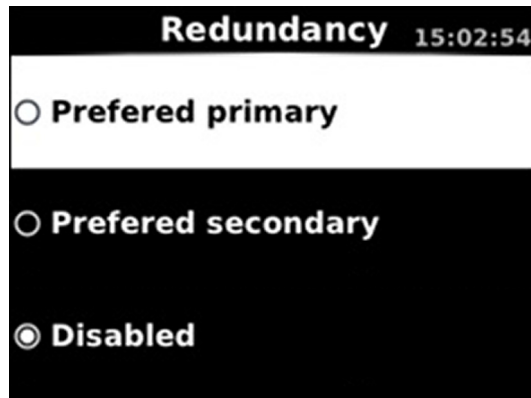 Redundancy 15:02:54
Prefered primary
Prefered secondary
Disabled